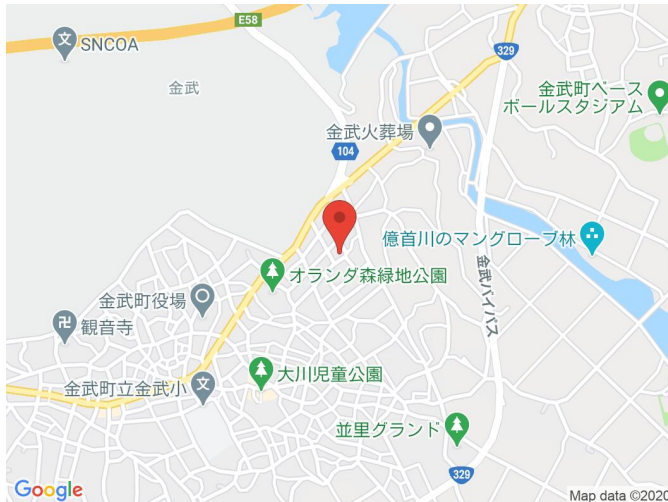 E58
SNCOA
329
金武
金武町ベース
ボールスタジアム
金武火葬場
104
億首川のマングローブ林
オランダ森緑地公園
金武バイパス
金武町役場
観音寺
大川児童公園
金武町立金武小
並里グランド
329
Google
Map data ©2020